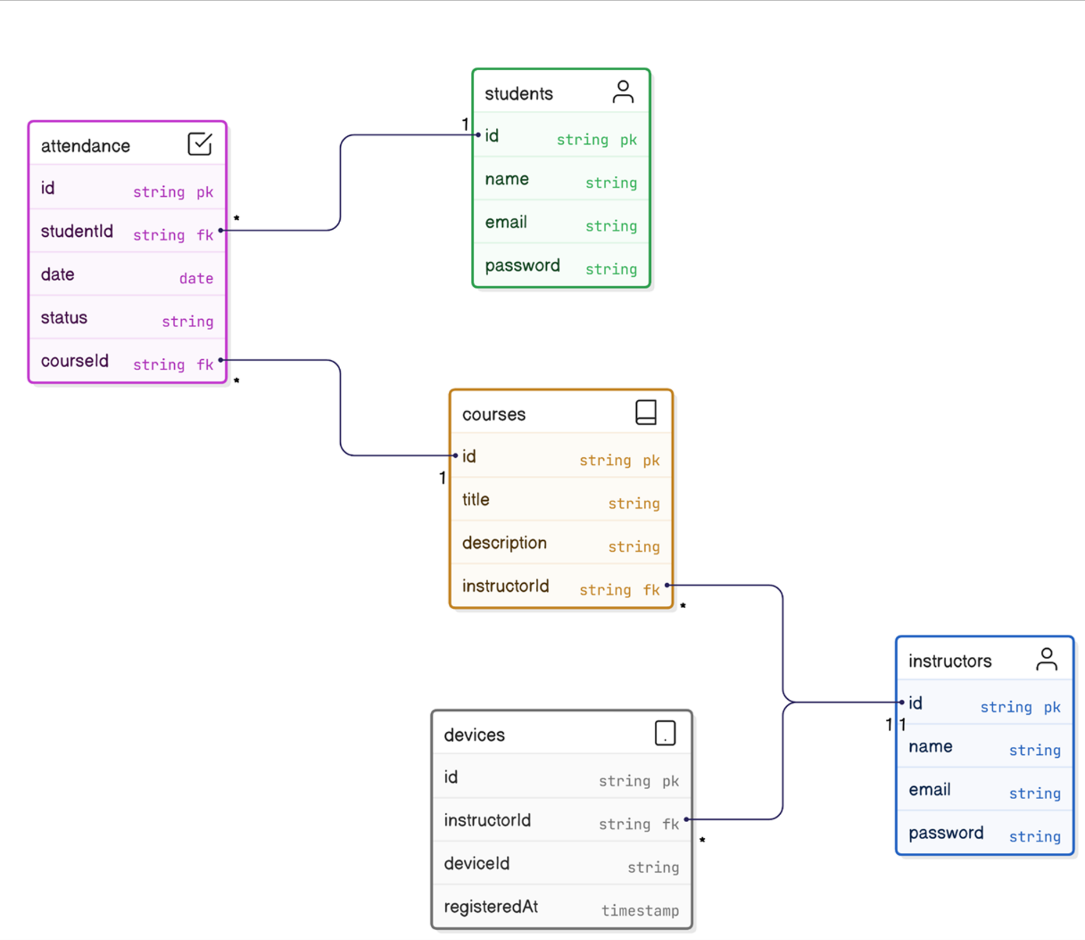 students
1
id string pk
name string
email string
password string
attendance
id string pk
*
studentId string fk
date date
status string
courseId string fk
*
courses
id string pk
1
title string
description string
instructorId string fk
*
instructors
id string pk
1 1
name string
email string
password string
devices
id string pk
instructorId string fk
*
deviceId string
registeredAt timestamp